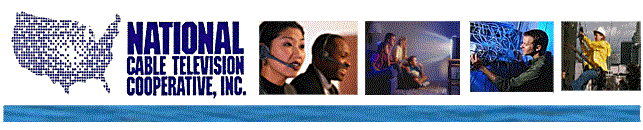 NATIONAL
CABLE TELEVISION
COOPERATIVE, INC.